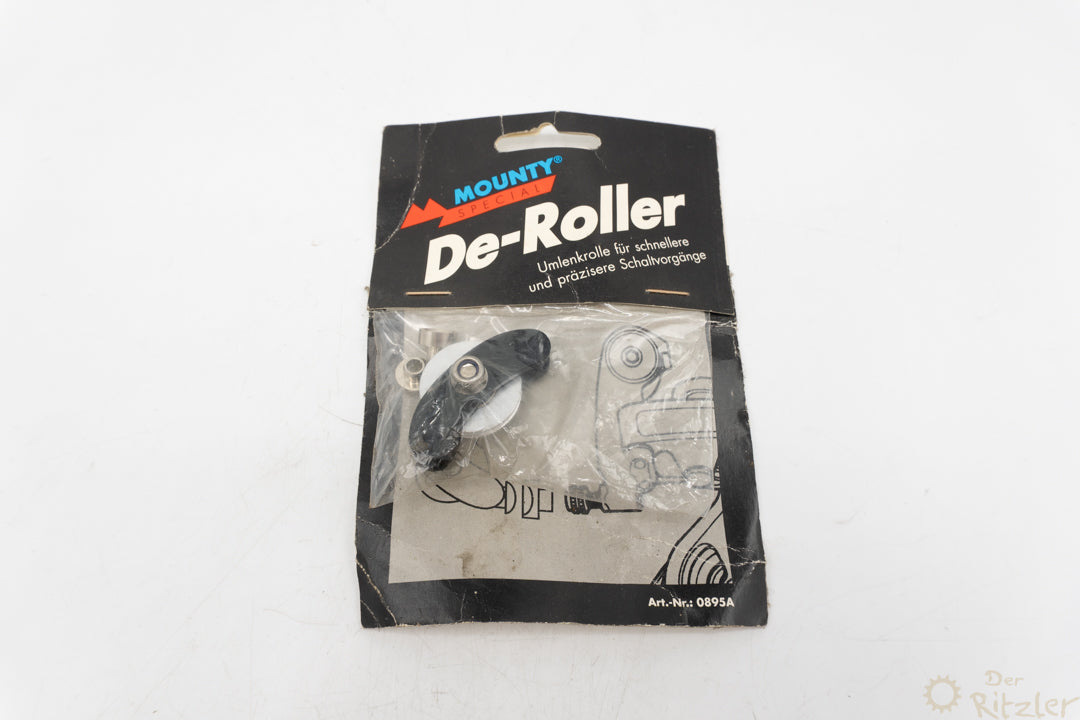 MOUNTY®
SPECIAL
De-Roller
Umlenkrolle für schnellere
und präzisere Schaltvorgänge
Art.-Nr.: 0895A
Der
Ritzler